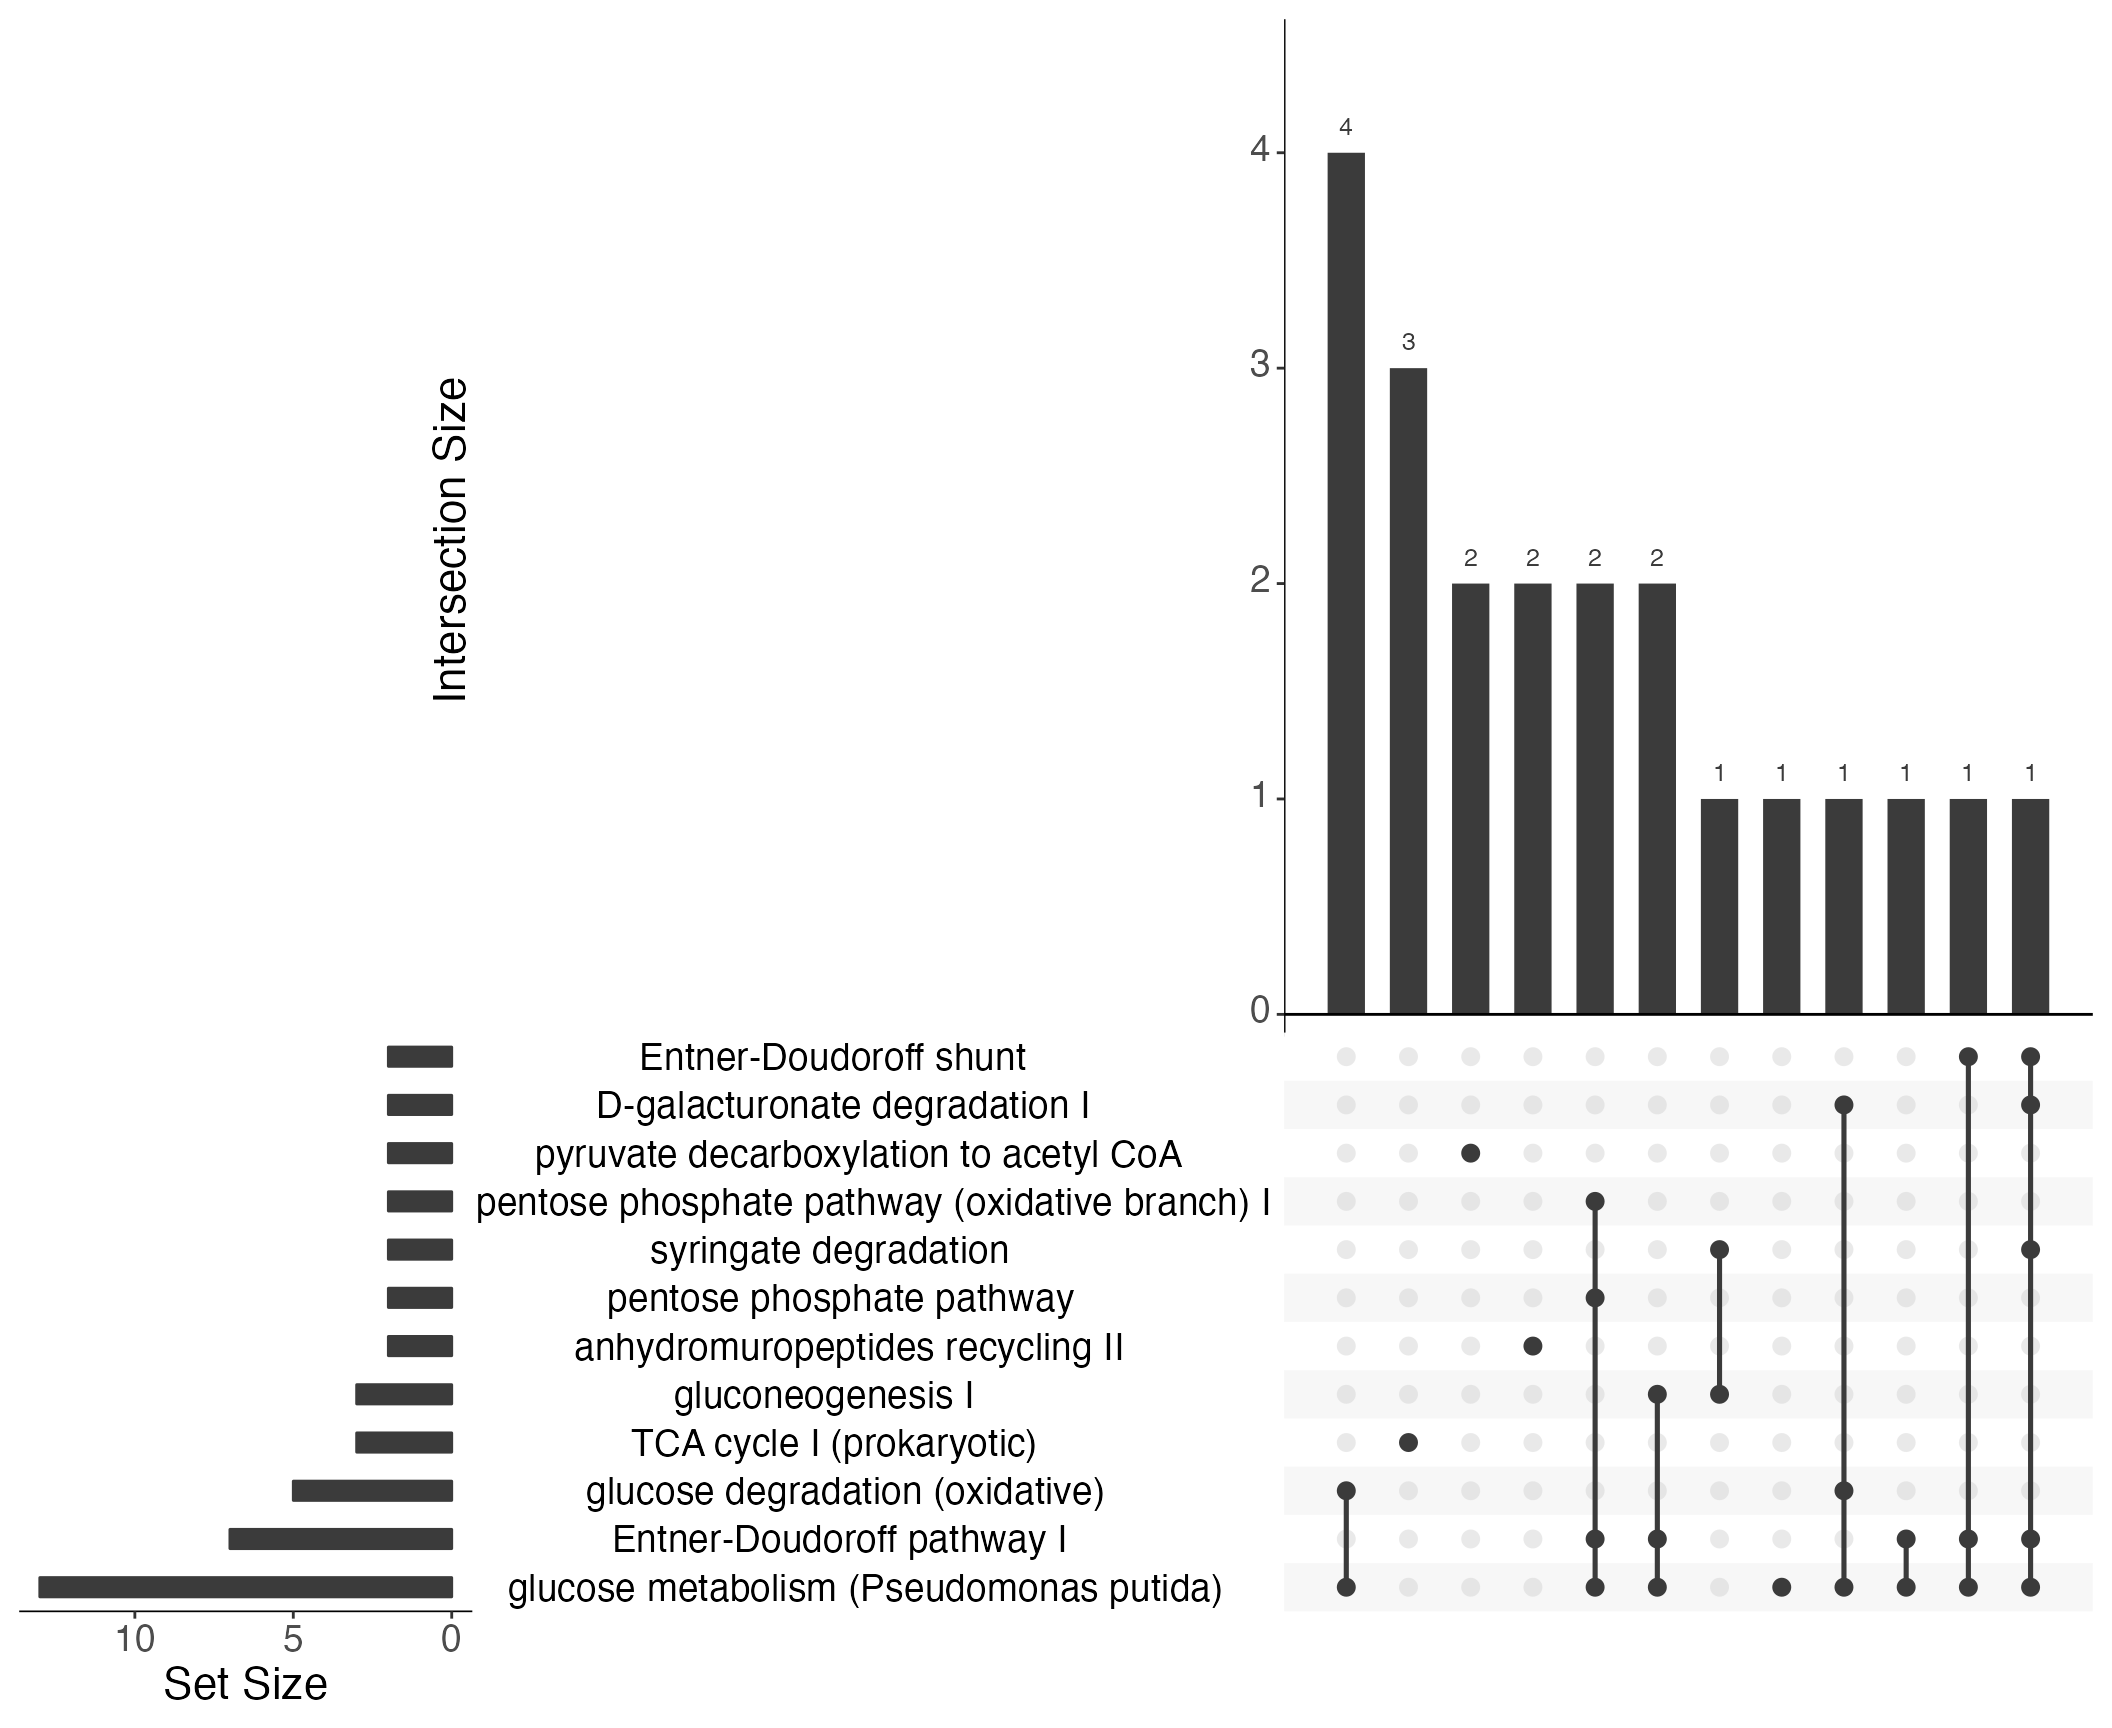 Intersection Size
4
3
2
1
0
4
3
2
2
2
2
1
1
1
1
1
1
Entner-Doudoroff shunt
D-galacturonate degradation I
pyruvate decarboxylation to acetyl CoA
pentose phosphate pathway (oxidative branch) I
syringate degradation
pentose phosphate pathway
anhydromuropeptides recycling II
gluconeogenesis I
TCA cycle I (prokaryotic)
glucose degradation (oxidative)
Entner-Doudoroff pathway I
glucose metabolism (Pseudomonas putida)
10 5 0
Set Size